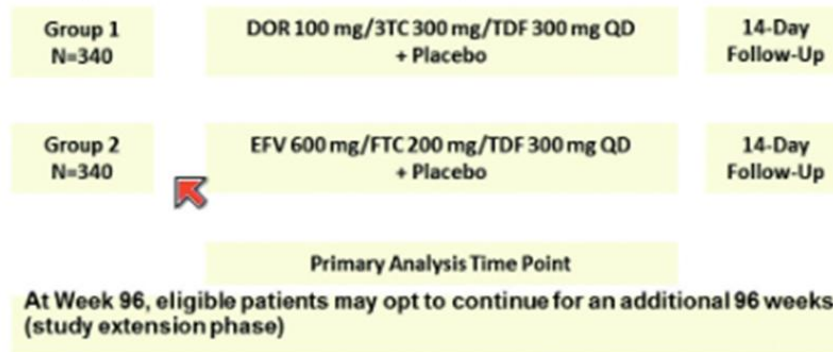 Group 1
N=340
DOR 100 mg/3TC 300 mg/TDF 300 mg QD
+ Placebo
14-Day
Follow-Up
Group 2
N=340
EFV 600 mg/FTC 200 mg/TDF 300 mg QD
+ Placebo
14-Day
Follow-Up
Primary Analysis Time Point
At Week 96, eligible patients may opt to continue for an additional 96 weeks
(study extension phase)